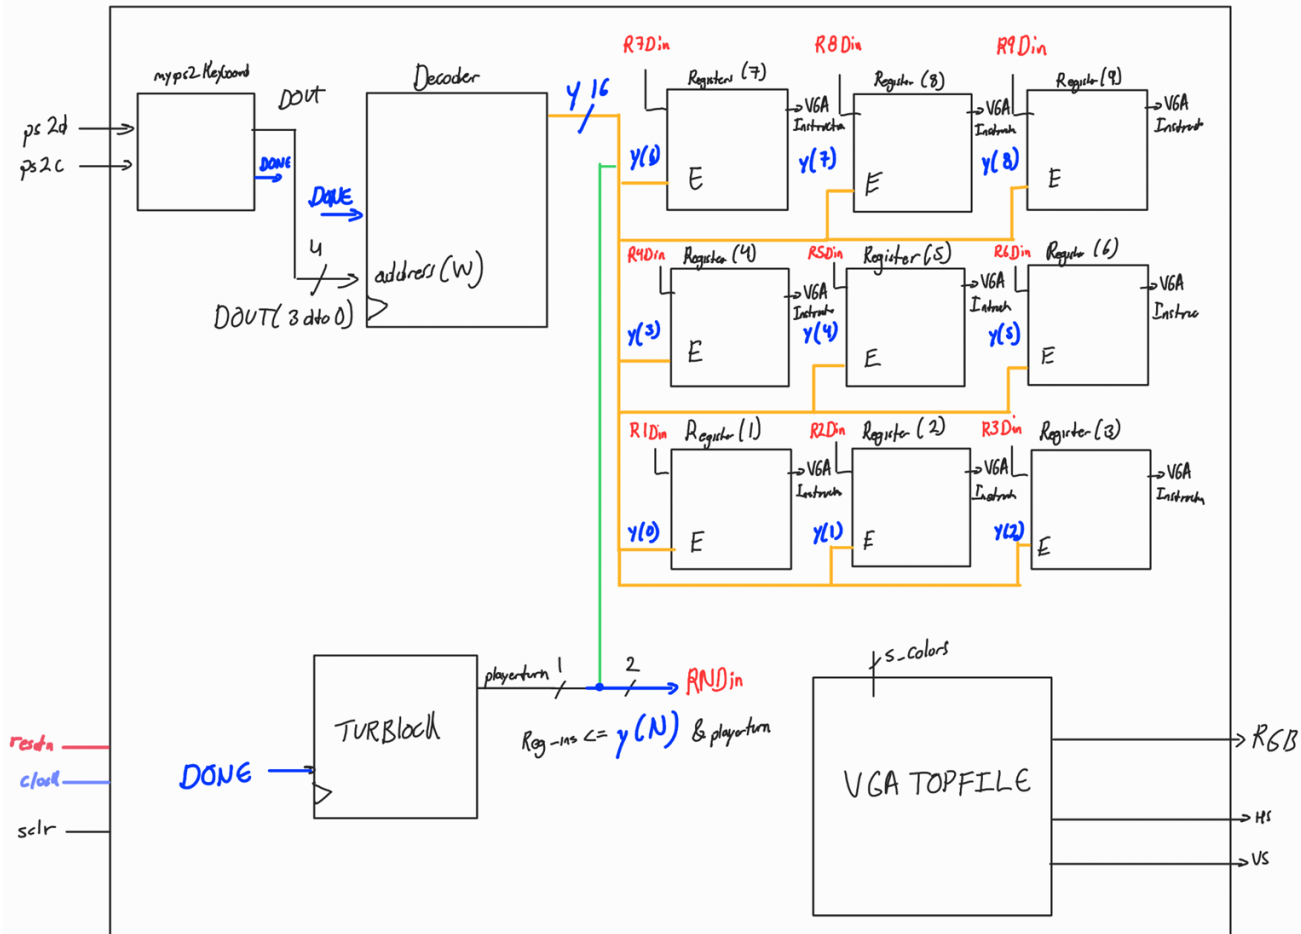 R7Din
R8Din
R9Din
myps2Keyboard
DOUT
Decoder
Y 16
Register (7)
Register (8)
Register (9)
VGA
VGA
VGA
ps2d
ps2c
DONE
DONE
y(6)
y(7)
y(8)
E
E
E
4
address(W)
DOUT(3 dto 0)
R4Din
Register (4)
R5Din
Register (5)
R6Din
Register (6)
VGA
VGA
VGA
y(3)
y(4)
y(5)
E
E
E
R1Din
Register (1)
R2Din
Register (2)
R3Din
Register (3)
VGA
VGA
VGA
y(0)
y(1)
y(2)
E
E
E
playerturn 1
2
RNDin
Reg-ins <= y(N) & playerturn
TURBlock
DONE
s_colors
VGA TOPFILE
RGB
HS
VS
resetn
clock
sclr